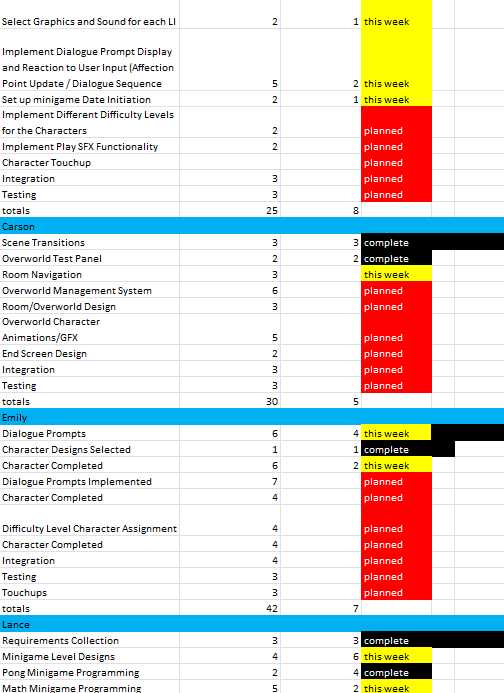 Select Graphics and Sound for each LI 2 1 this week
Implement Dialogue Prompt Display
and Reaction to User Input (Affection
Point Update / Dialogue Sequence 5 2 this week
Set up minigame Date Initiation 2 1 this week
Implement Different Difficulty Levels
for the Characters 2 planned
Implement Play SFX Functionality 2 planned
Character Touchup planned
Integration 3 planned
Testing 3 planned
totals 25 8
Carson
Scene Transitions 3 3 complete
Overworld Test Panel 2 2 complete
Room Navigation 3 this week
Overworld Management System 6 planned
Room/Overworld Design 3 planned
Overworld Character
Animations/GFX 5 planned
End Screen Design 2 planned
Integration 3 planned
Testing 3 planned
totals 30 5
Emily
Dialogue Prompts 6 4 this week
Character Designs Selected 1 1 complete
Character Completed 6 2 this week
Dialogue Prompts Implemented 7 planned
Character Completed 4 planned
Difficulty Level Character Assignment 4 planned
Character Completed 4 planned
Integration 4 planned
Testing 3 planned
Touchups 3 planned
totals 42 7
Lance
Requirements Collection 3 3 complete
Minigame Level Designs 4 6 this week
Pong Minigame Programming 2 4 complete
Math Minigame Programming 5 2 this week